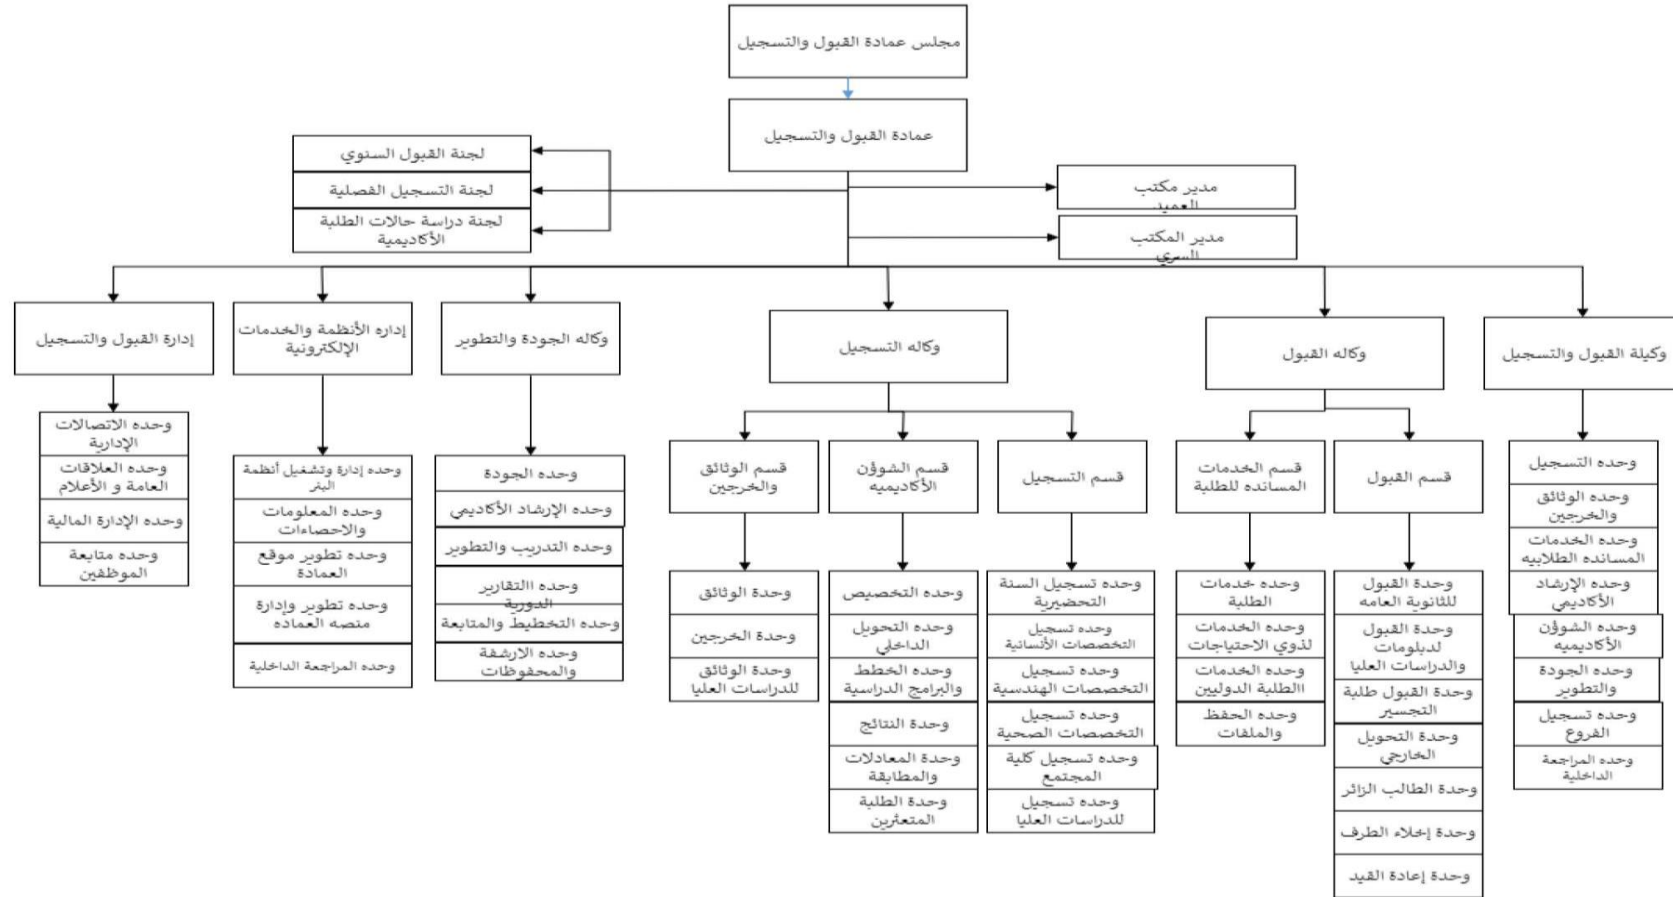 مجلس عمادة القبول والتسجيل
عمادة القبول والتسجيل
لجنة القبول السنوي
لجنة التسجيل الفصلية
لجنة دراسة حالات الطلبة
الأكاديمية
مدير مكتب
العميد
مدير المكتب
السري
وكيلة القبول والتسجيل
وكاله القبول
وكاله التسجيل
وكاله الجودة والتطوير
إداره الأنظمة والخدمات
الإلكترونية
إدارة القبول والتسجيل
وحده التسجيل
وحده الوثائق
والخرجين
وحده الخدمات
المسانده الطلابيه
وحده الإرشاد
الأكاديمي
وحده الشوؤن
الأكاديميه
وحده الجودة
والتطوير
وحده تسجيل
الفروع
وحده المراجعة
الداخلية
قسم القبول
وحدة القبول
للثانوية العامه
وحدة القبول
لدبلومات
والدراسات العليا
وحدة القبول طلبة
التجسير
وحدة التحويل
الخارجي
وحدة الطالب الزائر
وحدة إخلاء الطرف
وحدة إعادة القيد
قسم الخدمات
المسانده للطلبة
وحده خدمات
الطلبة
وحده الخدمات
لذوي الاحتياجات
وحده الخدمات
االطلبة الدوليين
وحده الحفظ
والملفات
قسم التسجيل
وحده تسجيل السنة
التحضيرية
وحده تسجيل
التخصصات الأنسانية
وحده تسجيل
التخصصات الهندسية
وحده تسجيل
التخصصات الصحية
وحده تسجيل كلية
المجتمع
وحده تسجيل
للدراسات العليا
قسم الشوؤن
الأكاديميه
وحده التخصيص
وحده التحويل
الداخلي
وحده الخطط
والبرامج الدراسية
وحدة النتائج
وحدة المعادلات
والمطابقة
وحدة الطلبة
المتعثرين
قسم الوثائق
والخرجين
وحدة الوثائق
وحدة الخرجين
وحدة الوثائق
للدراسات العليا
وحده الجودة
وحده الإرشاد الأكاديمي
وحده التدريب والتطوير
وحده االتقارير
الدورية
وحده التخطيط والمتابعة
وحده الارشفة
والمحفوظات
وحده إدارة وتشغيل أنظمة
البنر
وحده المعلومات
والاحصاءات
وحده تطوير موقع
العمادة
وحده تطوير وإدارة
منصه العماده
وحده المراجعة الداخلية
وحده الاتصالات
الإدارية
وحده العلاقات
العامة و الأعلام
وحده الإدارة المالية
وحده متابعة
الموظفين